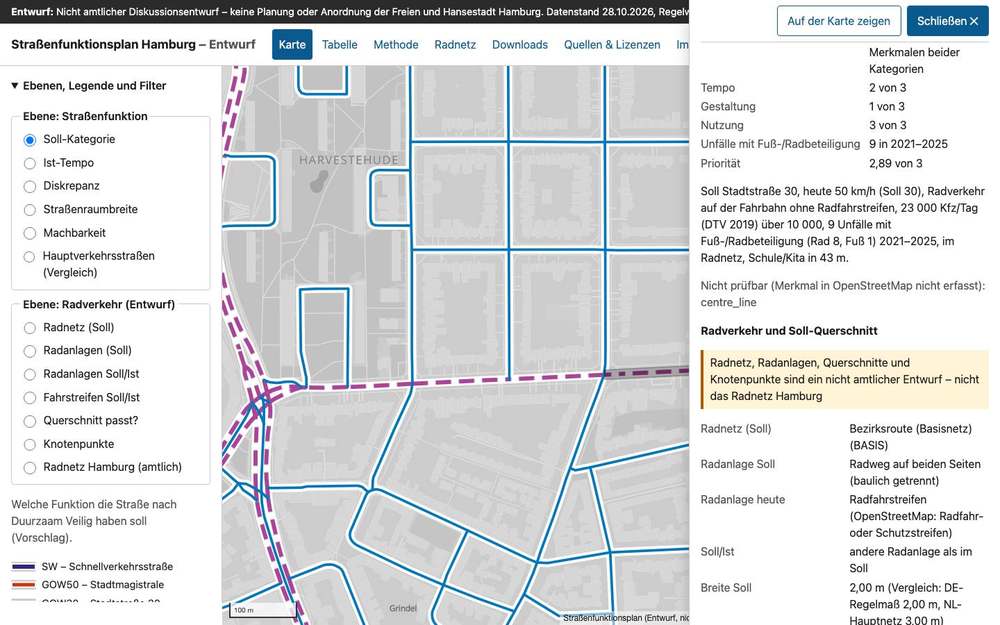 Entwurf: Nicht amtlicher Diskussionsentwurf – keine Planung oder Anordnung der Freien und Hansestadt Hamburg. Datenstand 28.10.2026, Regelw
Straßenfunktionsplan Hamburg – Entwurf
Karte
Tabelle
Methode
Radnetz
Downloads
Quellen & Lizenzen
Im
▼ Ebenen, Legende und Filter
Ebene: Straßenfunktion
Soll-Kategorie
Ist-Tempo
Diskrepanz
Straßenraumbreite
Machbarkeit
Hauptverkehrsstraßen
(Vergleich)
Ebene: Radverkehr (Entwurf)
Radnetz (Soll)
Radanlagen (Soll)
Radanlagen Soll/Ist
Fahrstreifen Soll/Ist
Querschnitt passt?
Knotenpunkte
Radnetz Hamburg (amtlich)
Welche Funktion die Straße nach
Duurzaam Veilig haben soll
(Vorschlag).
SW – Schnellverkehrsstraße
GOW50 – Stadtmagistrale
HARVESTEHUDE
Grindel
100 m
Straßenfunktionsplan (Entwurf, nic
Auf der Karte zeigen
Schließen ✕
Merkmalen beider
Kategorien
Tempo 2 von 3
Gestaltung 1 von 3
Nutzung 3 von 3
Unfälle mit Fuß-/Radbeteiligung 9 in 2021–2025
Priorität 2,89 von 3
Soll Stadtstraße 30, heute 50 km/h (Soll 30), Radverkehr
auf der Fahrbahn ohne Radfahrstreifen, 23 000 Kfz/Tag
(DTV 2019) über 10 000, 9 Unfälle mit
Fuß-/Radbeteiligung (Rad 8, Fuß 1) 2021–2025, im
Radnetz, Schule/Kita in 43 m.
Nicht prüfbar (Merkmal in OpenStreetMap nicht erfasst):
centre_line
Radverkehr und Soll-Querschnitt
Radnetz, Radanlagen, Querschnitte und
Knotenpunkte sind ein nicht amtlicher Entwurf – nicht
das Radnetz Hamburg
Radnetz (Soll) Bezirksroute (Basisnetz)
(BASIS)
Radanlage Soll Radweg auf beiden Seiten
(baulich getrennt)
Radanlage heute Radfahrstreifen
(OpenStreetMap: Radfahr-
oder Schutzstreifen)
Soll/Ist andere Radanlage als im
Soll
Breite Soll 2,00 m (Vergleich: DE-
Regelmaß 2,00 m, NL-
Hauptnetz 3,00 m)